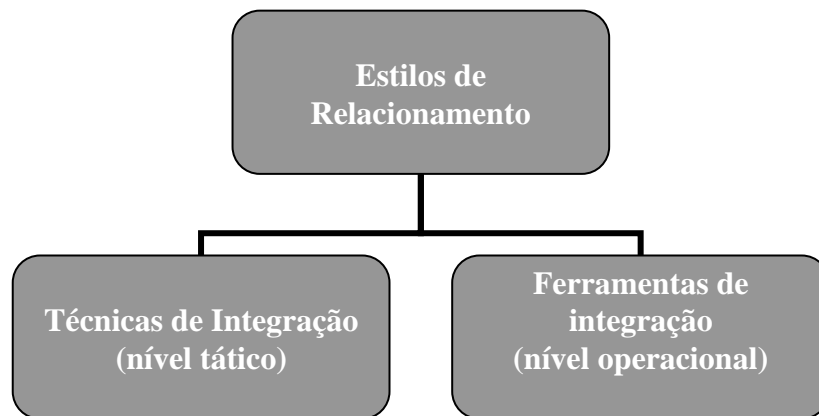 Estilos de
Relacionamento
Técnicas de Integração
(nível tático)
Ferramentas de
integração
(nível operacional)